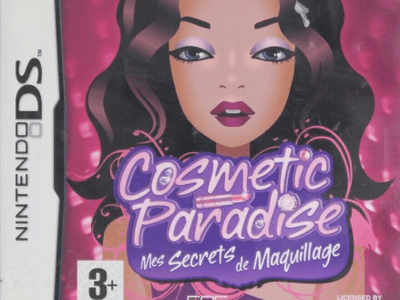 NINTENDO DS
Cosmetic
Paradise
Mes Secrets de Maquillage
3+
LICENSED BY